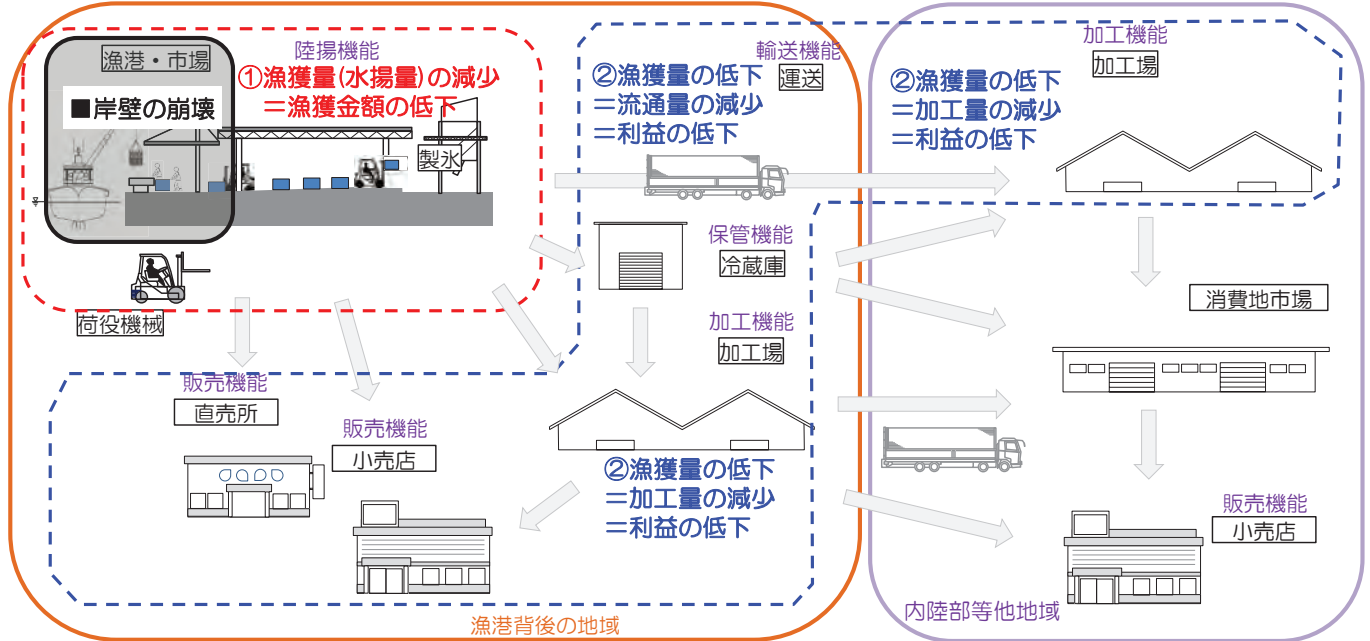 漁港・市場
■岸壁の崩壊
陸揚機能
①漁獲量(水揚量)の減少
＝漁獲金額の低下
製氷
荷役機械
輸送機能
運送
②漁獲量の低下
＝流通量の減少
＝利益の低下
加工機能
加工場
②漁獲量の低下
＝加工量の減少
＝利益の低下
保管機能
冷蔵庫
加工機能
加工場
消費地市場
販売機能
直売所
販売機能
小売店
②漁獲量の低下
＝加工量の減少
＝利益の低下
販売機能
小売店
漁港背後の地域
内陸部等他地域